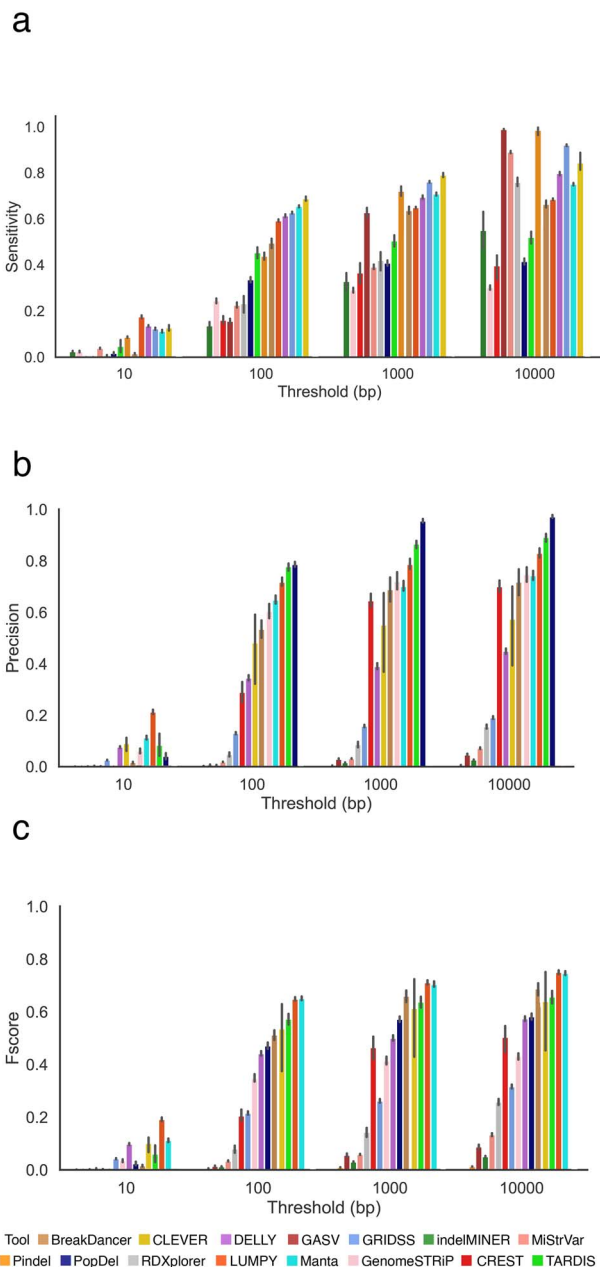 a
1.0
0.8
0.6
0.4
0.2
0.0
Sensitivity
10 100 1000 10000
Threshold (bp)
b
1.0
0.8
0.6
0.4
0.2
0.0
Precision
10 100 1000 10000
Threshold (bp)
c
1.0
0.8
0.6
0.4
0.2
0.0
Fscore
10 100 1000 10000
Threshold (bp)
Tool BreakDancer CLEVER DELLY GASV GRIDSS indelMINER MiStrVar
Pindel PopDel RDXplorer LUMPY Manta GenomeSTRiP CREST TARDIS